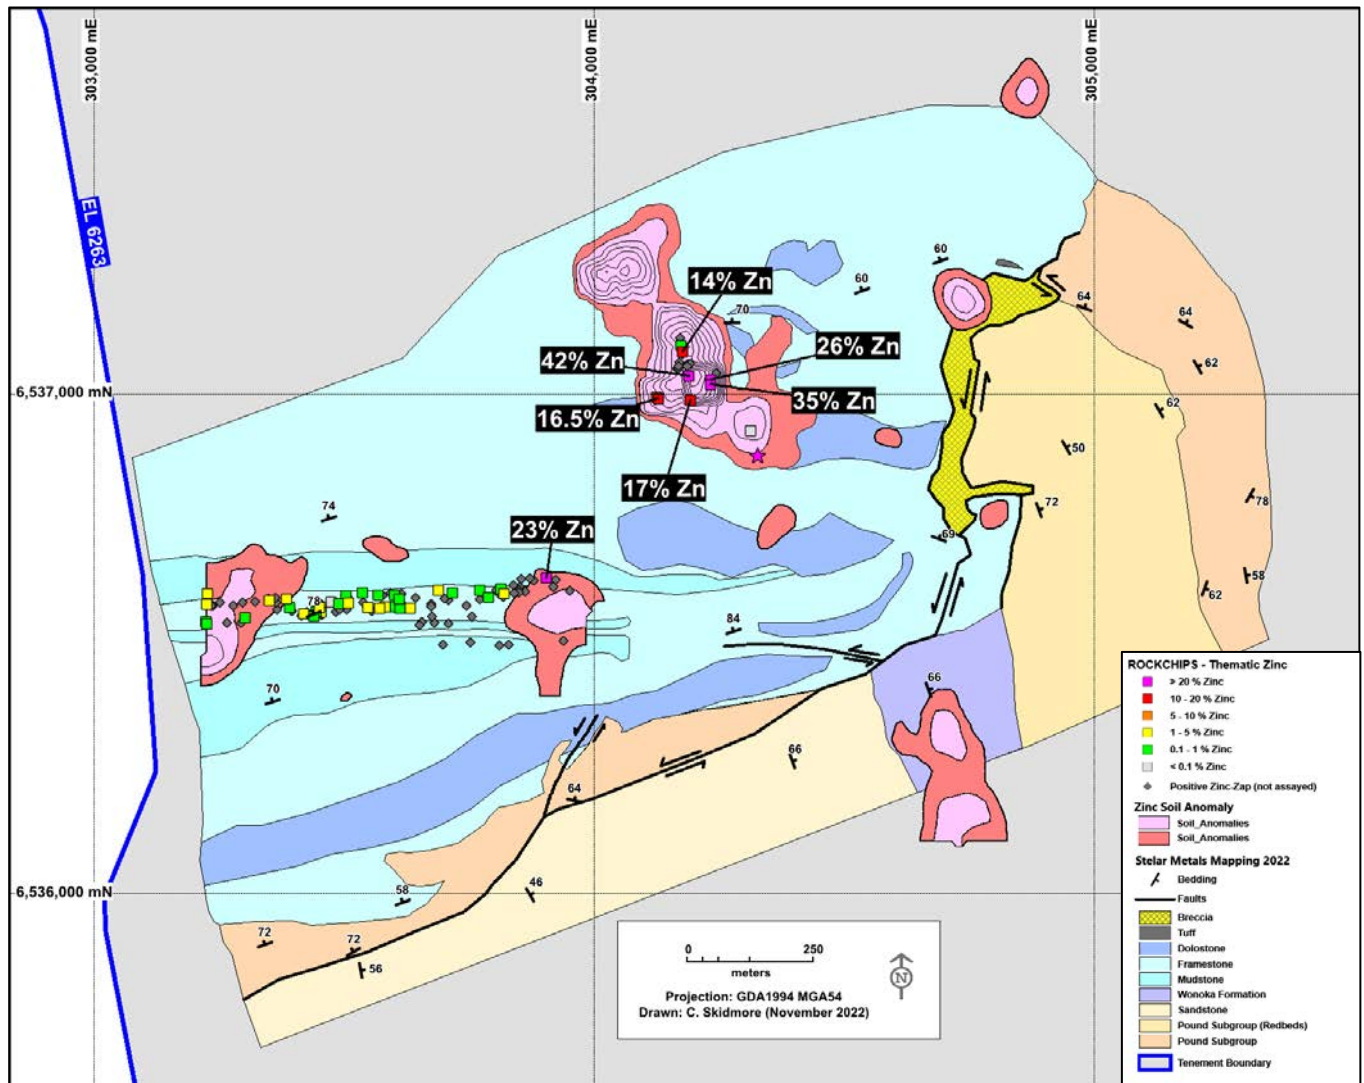 303,000 mE
304,000 mE
305,000 mE
EL 6263
60
60
14% Zn
64
64
70
42% Zn
26% Zn
62
6,537,000 mN
35% Zn
62
16.5% Zn
50
17% Zn
78
74
72
23% Zn
69
58
78
62
84
70
66
66
64
58
46
6,536,000 mN
72
72
56
0 250
meters
N
Projection: GDA1994 MGA54
Drawn: C. Skidmore (November 2022)
ROCKCHIPS - Thematic Zinc
> 20 % Zinc
10 - 20 % Zinc
5 - 10 % Zinc
1 - 5 % Zinc
0.1 - 1 % Zinc
< 0.1 % Zinc
Positive Zinc-Zap (not assayed)
Zinc Soil Anomaly
Soil_Anomalies
Soil_Anomalies
Stelar Metals Mapping 2022
Bedding
Faults
Breccia
Tuff
Dolostone
Framestone
Mudstone
Wonoka Formation
Sandstone
Pound Subgroup (Redbeds)
Pound Subgroup
Tenement Boundary